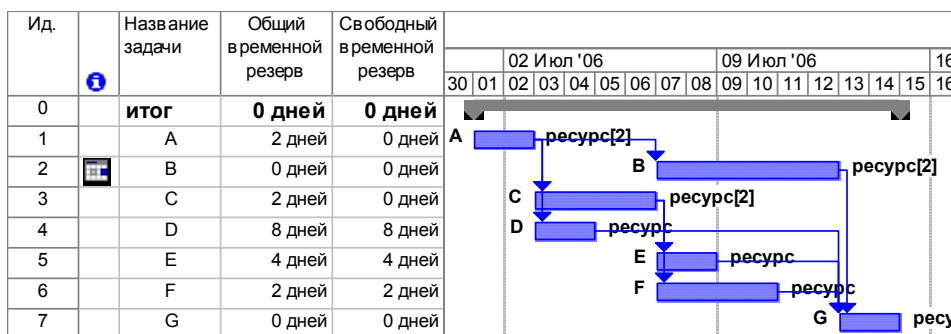 Ид. Название задачи Общий временной резерв Свободный временной резерв
02 Июл '06 09 Июл '06 16
30 01 02 03 04 05 06 07 08 09 10 11 12 13 14 15 16
0 итог 0 дней 0 дней
1 A 2 дней 0 дней A ресурс[2]
2 B 0 дней 0 дней B ресурс[2]
3 C 2 дней 0 дней C ресурс[2]
4 D 8 дней 8 дней D ресурс
5 E 4 дней 4 дней E ресурс
6 F 2 дней 2 дней F ресурс
7 G 0 дней 0 дней G ресу